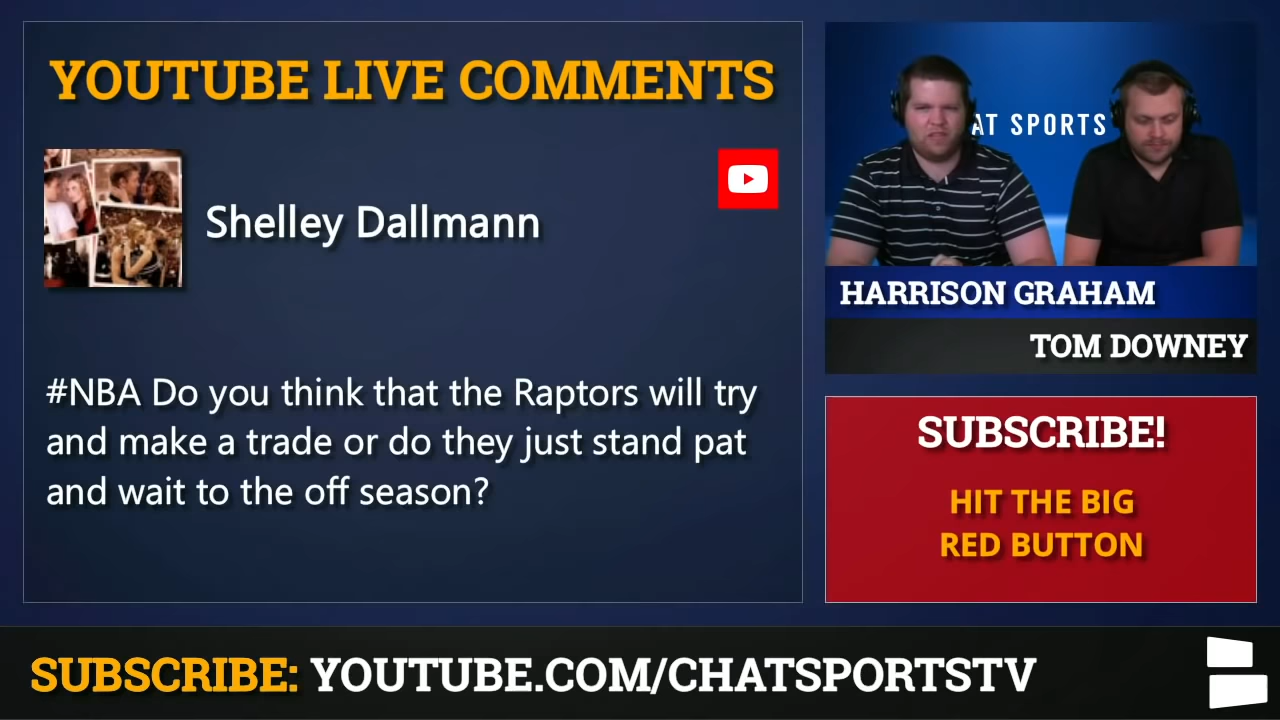 YOUTUBE LIVE COMMENTS
Shelley Dallmann
#NBA Do you think that the Raptors will try
and make a trade or do they just stand pat
and wait to the off season?
AT SPORTS
HARRISON GRAHAM
TOM DOWNEY
SUBSCRIBE!
HIT THE BIG
RED BUTTON
SUBSCRIBE: YOUTUBE.COM/CHATSPORTSTV